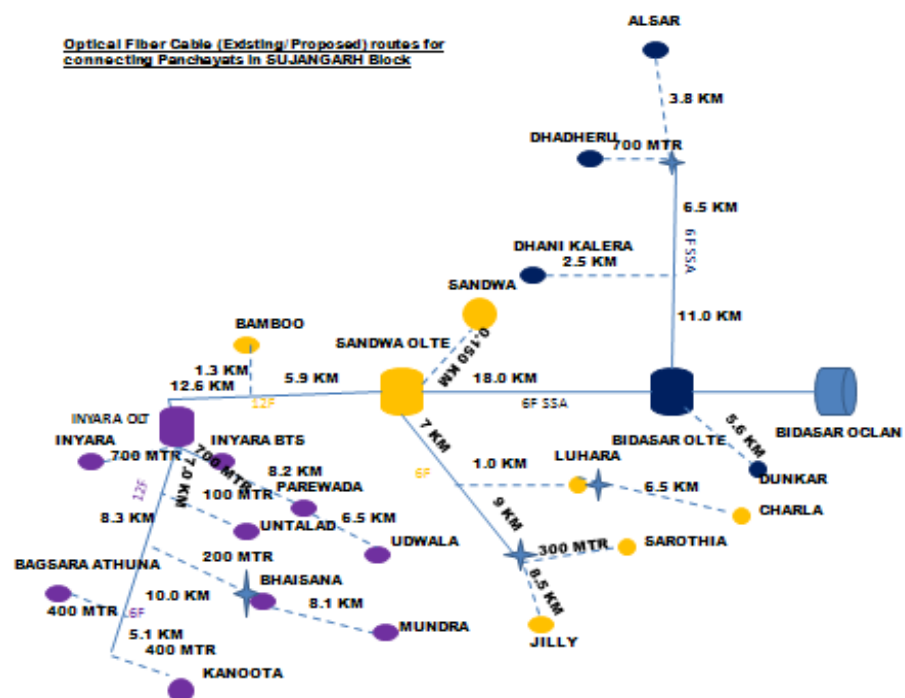 ALSAR
Optical Fiber Cable (Existing/Proposed) routes for
connecting Panchayats in SUJANGARH Block
3.8 KM
DHADHERU
700 MTR
6.5 KM
6F SSA
DHANI KALERA
2.5 KM
SANDWA
11.0 KM
BAMBOO
SANDWA OLTE
0.150 KM
1.3 KM
12.6 KM
5.9 KM
18.0 KM
12F
6F SSA
INYARA OLT
BIDASAR OLTE
BIDASAR OCLAN
5.6 KM
INYARA
INYARA BTS
7 KM
LUHARA
700 MTR
700 MTR
7.0 KM
8.2 KM
6F
1.0 KM
DUNKAR
12F
100 MTR
PAREWADA
6.5 KM
CHARLA
8.3 KM
UNTALAD
6.5 KM
9 KM
UDWALA
300 MTR
SAROTHIA
200 MTR
BAGSARA ATHUNA
BHAISANA
8.5 KM
10.0 KM
400 MTR
6F
8.1 KM
MUNDRA
JILLY
5.1 KM
400 MTR
KANOOTA